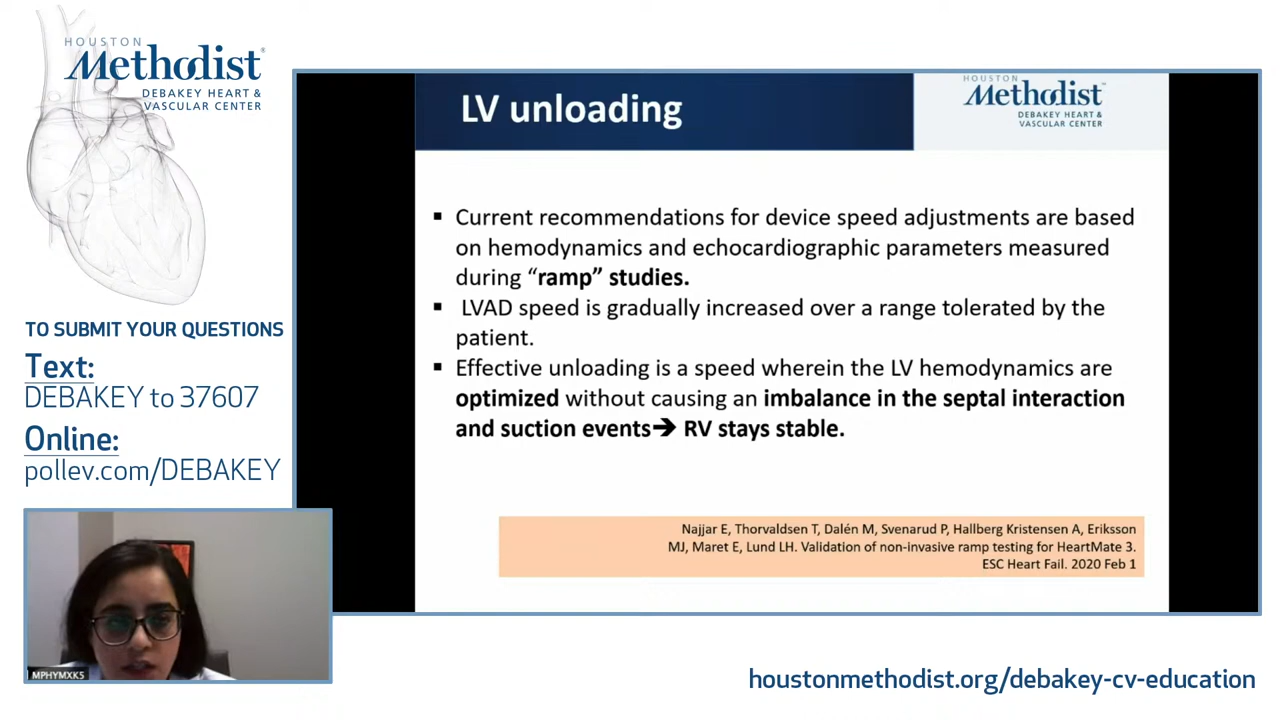 HOUSTON
Methodist
DEBAKEY HEART &
VASCULAR CENTER
TO SUBMIT YOUR QUESTIONS
Text:
DEBAKEY to 37607
Online:
pollev.com/DEBAKEY
LV unloading
HOUSTON
Methodist
DEBAKEY HEART &
VASCULAR CENTER
▪ Current recommendations for device speed adjustments are based
on hemodynamics and echocardiographic parameters measured
during “ramp” studies.
▪ LVAD speed is gradually increased over a range tolerated by the
patient.
▪ Effective unloading is a speed wherein the LV hemodynamics are
optimized without causing an imbalance in the septal interaction
and suction events➔ RV stays stable.
Najjar E, Thorvaldsen T, Dalén M, Svenarud P, Hallberg Kristensen A, Eriksson
MJ, Maret E, Lund LH. Validation of non-invasive ramp testing for HeartMate 3.
ESC Heart Fail. 2020 Feb 1
MPHYMXK5
houstonmethodist.org/debakey-cv-education